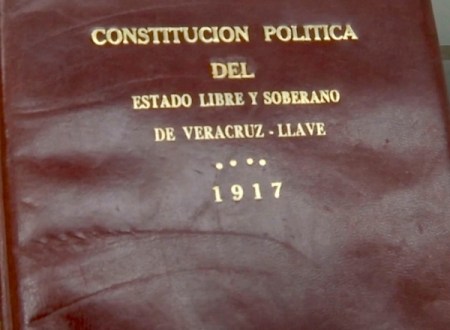 CONSTITUCION POLITICA
DEL
ESTADO LIBRE Y SOBERANO
DE VERACRUZ - LLAVE
• • • •
1917